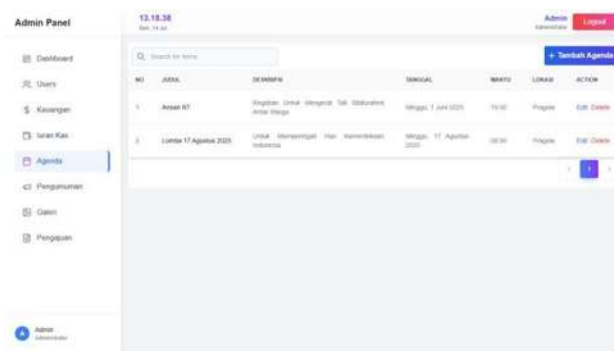 Admin Panel
13.18.38
Admin
Administrator
Logout
Dashboard
Users
Keuangan
Iuran Kas
Agenda
Pengumuman
Galeri
Pengajuan
Search for items
+ Tambah Agenda
NO JUDUL DESKRIPSI TANGGAL WAKTU LOKASI ACTION
1 Arisan RT Kegiatan Untuk Mengenal Tali Silaturahmi Antar Warga Minggu, 1 Juni 2025 Edit Delete
2 Lomba 17 Agustus 2025 Untuk Memperingati Hari Kemerdekaan Indonesia Minggu, 17 Agustus 2025 Edit Delete
1
A
Admin
Administrator